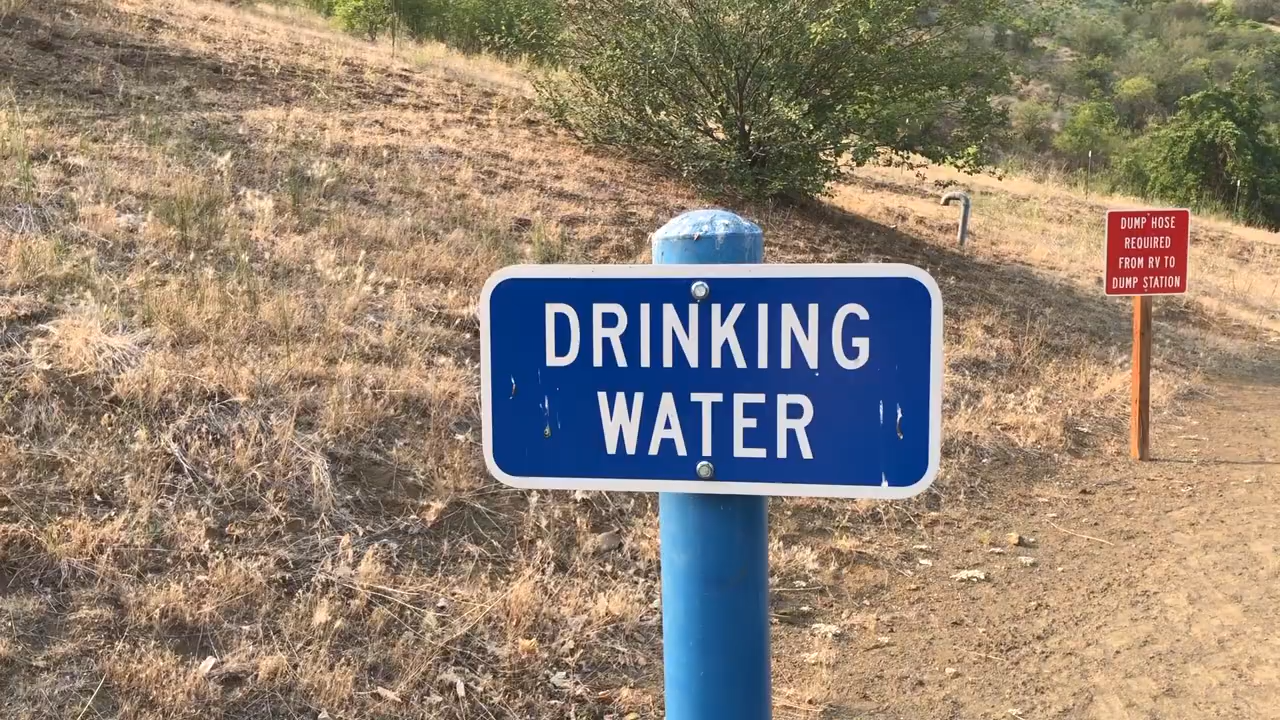 DRINKING
WATER
DUMP HOSE
REQUIRED
FROM RV TO
DUMP STATION